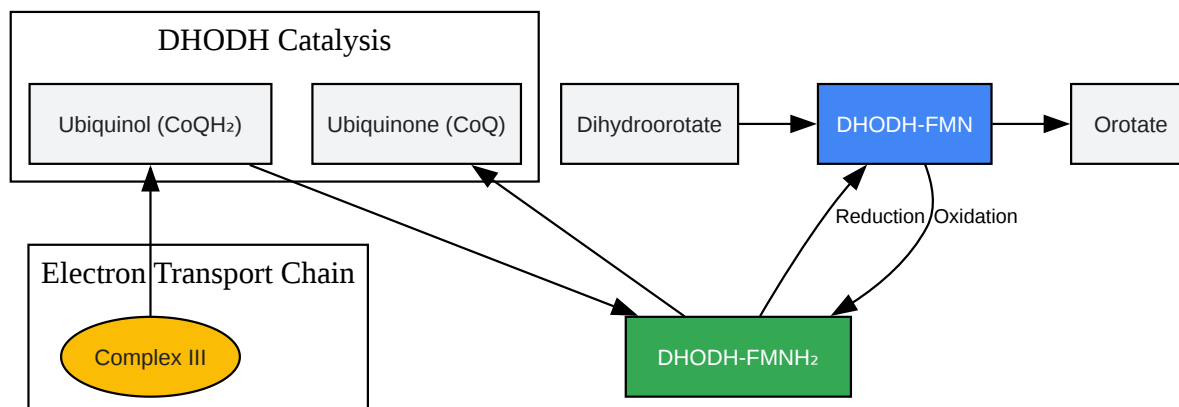 DHODH Catalysis
Ubiquinol (CoQH₂)
Ubiquinone (CoQ)
Dihydroorotate
DHODH-FMN
Orotate
Reduction
Oxidation
Electron Transport Chain
Complex III
DHODH-FMNH₂